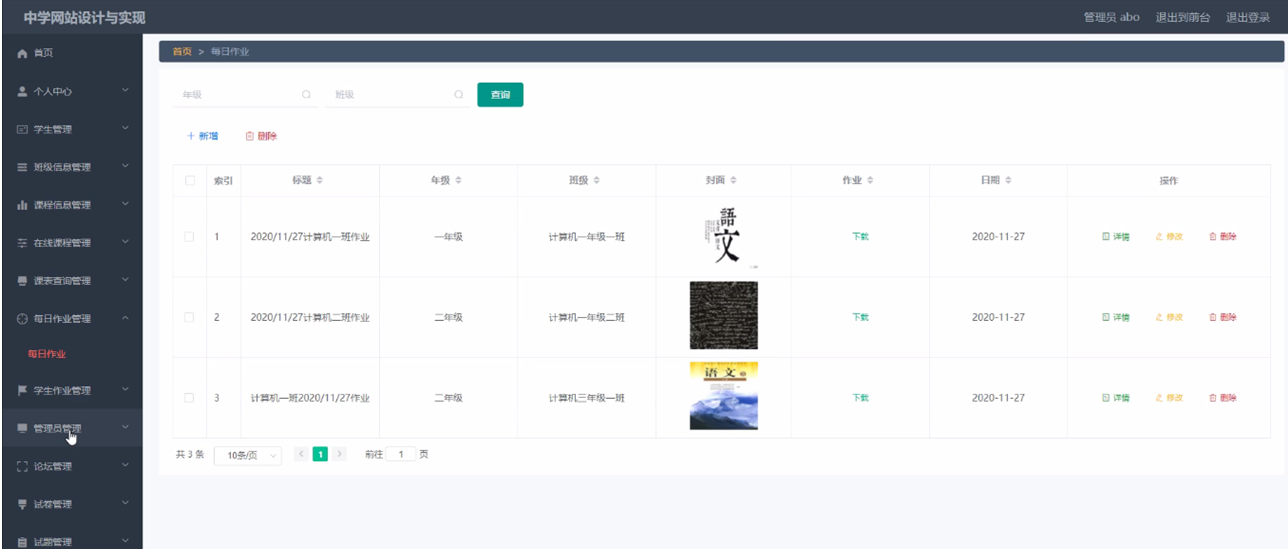 中学网站设计与实现
管理员 abo 退出到前台 退出登录
首页
个人中心
学生管理
班级信息管理
课程信息管理
在线课程管理
课表查询管理
每日作业管理
每日作业
学生作业管理
管理员管理
论坛管理
试卷管理
试题管理
首页 > 每日作业
年级 班级 查询
+ 新增 删除
索引 标题 年级 班级 封面 作业 日期 操作
1 2020/11/27计算机一班作业 一年级 计算机一年级一班 語文 下载 2020-11-27 详情 修改 删除
2 2020/11/27计算机二班作业 二年级 计算机一年级二班 下载 2020-11-27 详情 修改 删除
3 计算机一班2020/11/27作业 二年级 计算机三年级一班 语文 下载 2020-11-27 详情 修改 删除
共 3 条 10条/页 < 1 > 前往 1 页